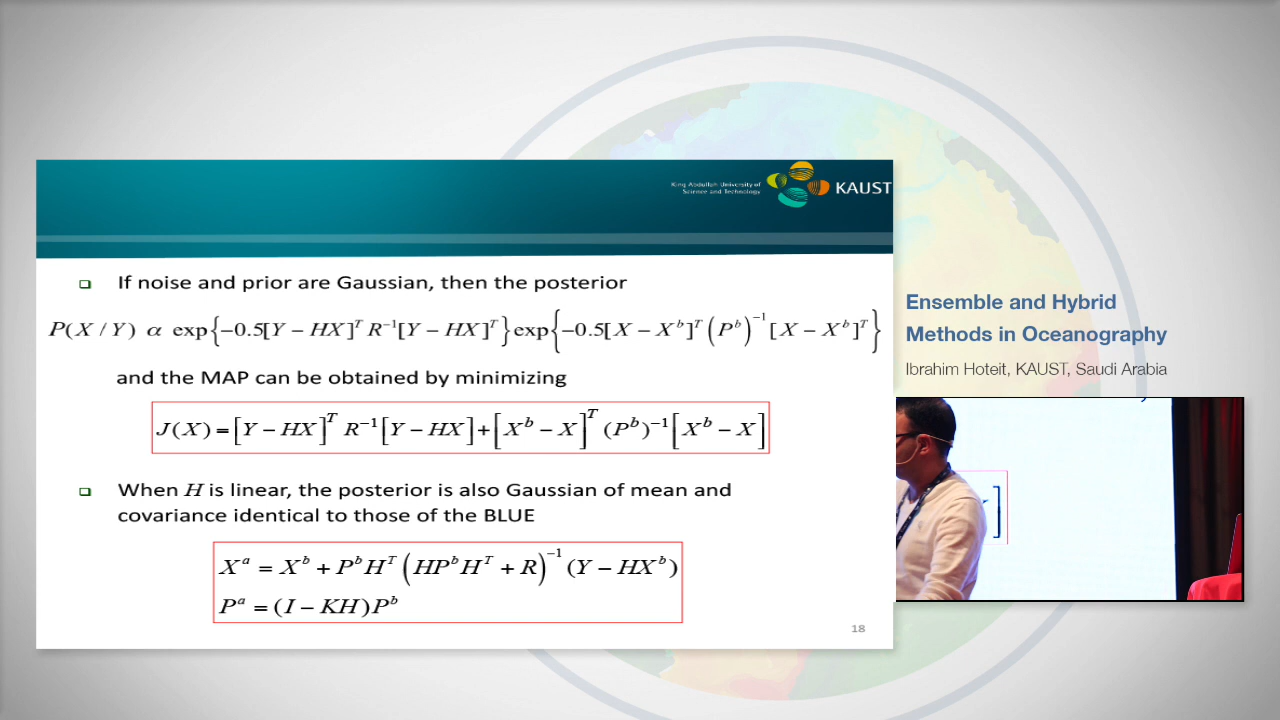 King Abdullah University of
Science and Technology
KAUST
If noise and prior are Gaussian, then the posterior
P(X / Y) α exp{−0.5[Y − HX]^T R^−1[Y − HX]^T}exp{−0.5[X − X^b]^T (P^b)^−1[X − X^b]^T}
and the MAP can be obtained by minimizing
J(X) = [Y − HX]^T R^−1[Y − HX] + [X^b − X]^T (P^b)^−1[X^b − X]
When H is linear, the posterior is also Gaussian of mean and
covariance identical to those of the BLUE
X^a = X^b + P^b H^T (HP^b H^T + R)^−1 (Y − HX^b)
P^a = (I − KH)P^b
18
Ensemble and Hybrid
Methods in Oceanography
Ibrahim Hoteit, KAUST, Saudi Arabia